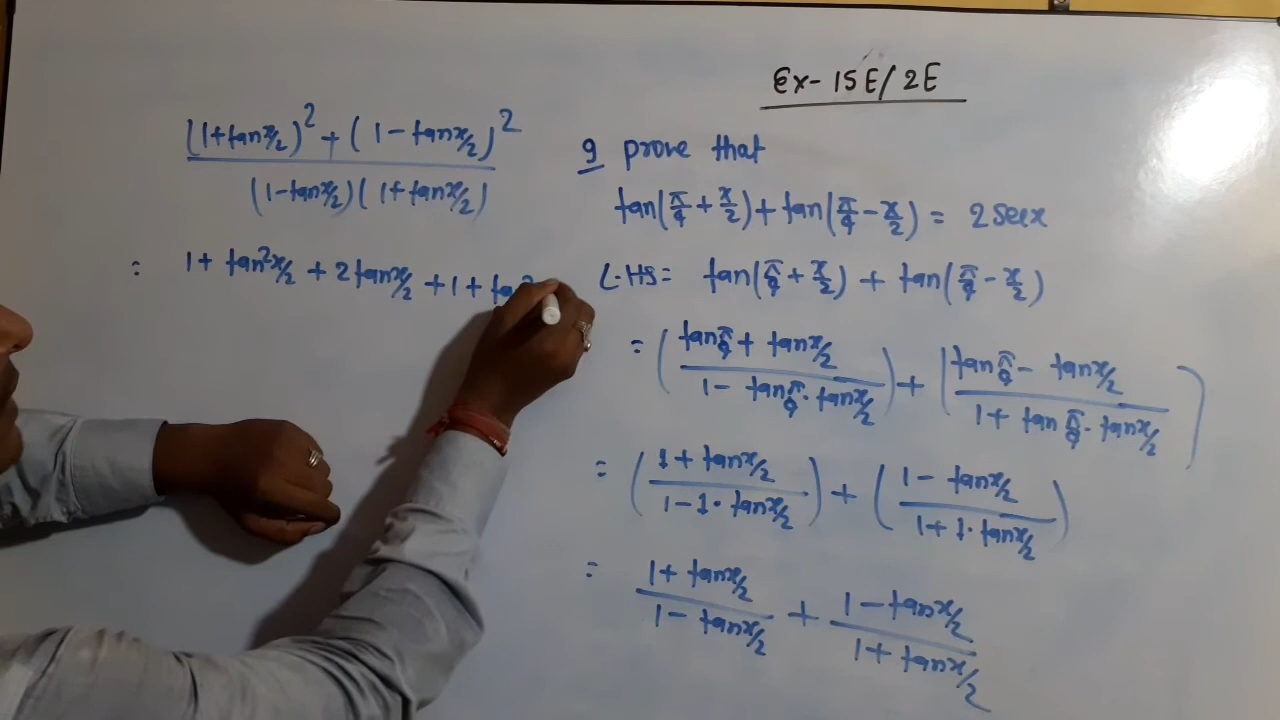 Ex- 15E/2E
9 prove that
tan(π/4 + x/2) + tan(π/4 - x/2) = 2 secx
L.HS = tan(π/4 + x/2) + tan(π/4 - x/2)
= ( (tan π/4 + tan x/2) / (1 - tan π/4 · tan x/2) ) + ( (tan π/4 - tan x/2) / (1 + tan π/4 · tan x/2) )
= ( (1 + tan x/2) / (1 - 1 · tan x/2) ) + ( (1 - tan x/2) / (1 + 1 · tan x/2) )
= (1 + tan x/2) / (1 - tan x/2) + (1 - tan x/2) / (1 + tan x/2)
((1 + tan x/2)² + (1 - tan x/2)²) / ((1 - tan x/2)(1 + tan x/2))
= 1 + tan² x/2 + 2 tan x/2 + 1 +